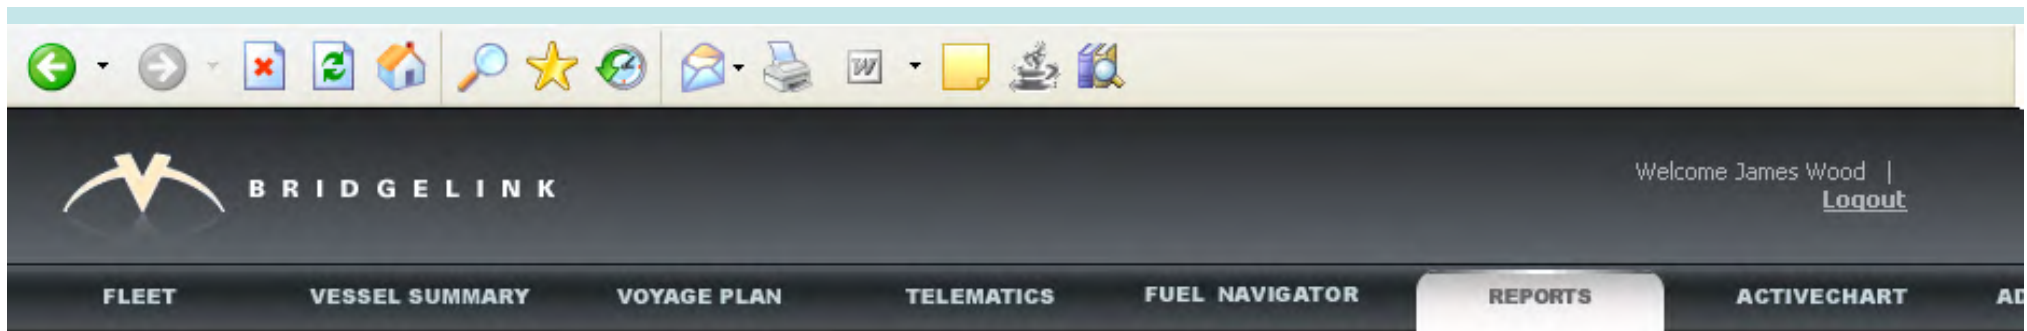 W
BRIDGELINK
Welcome James Wood |
Logout
FLEET VESSEL SUMMARY VOYAGE PLAN TELEMATICS FUEL NAVIGATOR REPORTS ACTIVECHART